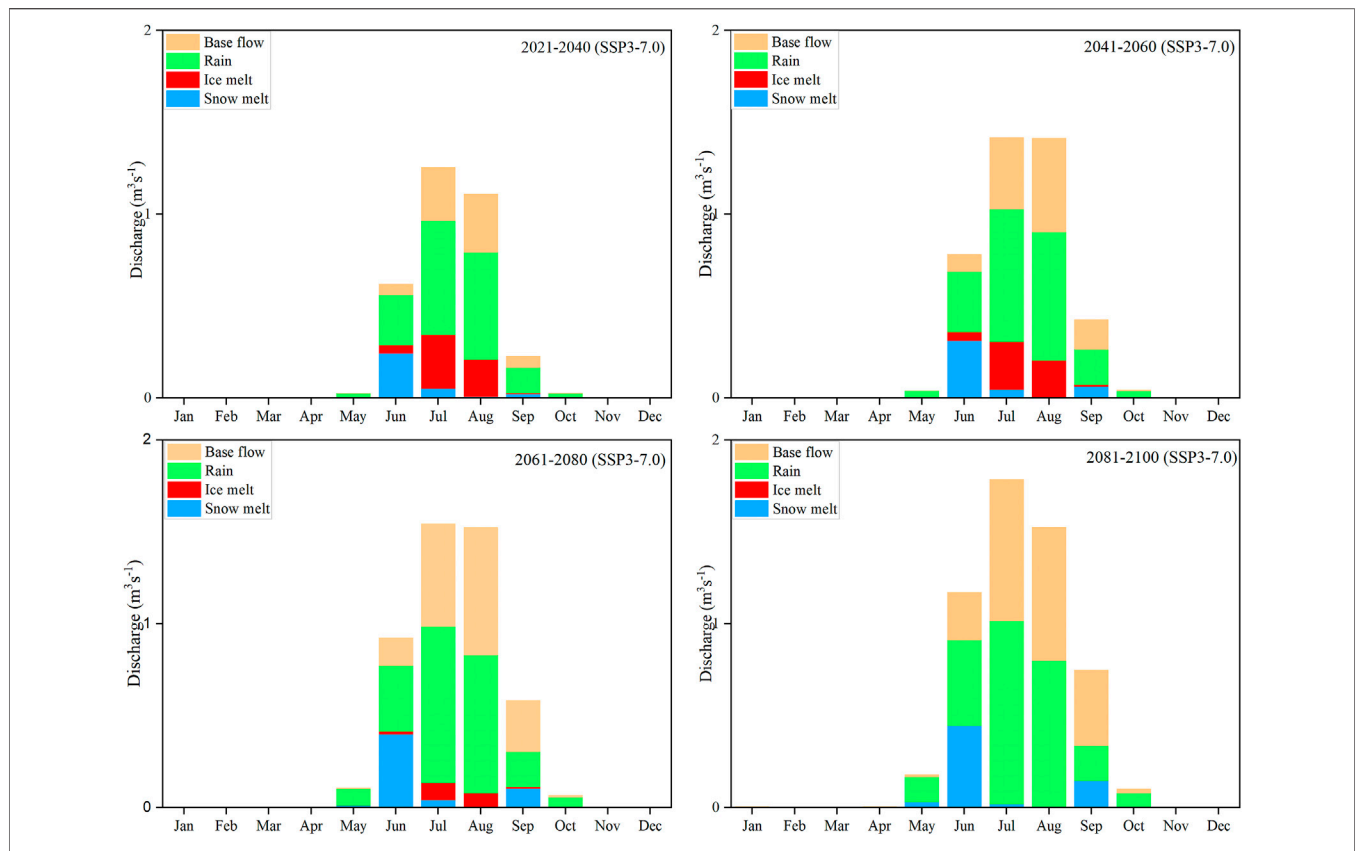 2
2021-2040 (SSP3-7.0)
Base flow
Rain
Ice melt
Snow melt
Discharge (m³s⁻¹)
1
0
Jan Feb Mar Apr May Jun Jul Aug Sep Oct Nov Dec
2
2041-2060 (SSP3-7.0)
Base flow
Rain
Ice melt
Snow melt
Discharge (m³s⁻¹)
1
0
Jan Feb Mar Apr May Jun Jul Aug Sep Oct Nov Dec
2
2061-2080 (SSP3-7.0)
Base flow
Rain
Ice melt
Snow melt
Discharge (m³s⁻¹)
1
0
Jan Feb Mar Apr May Jun Jul Aug Sep Oct Nov Dec
2
2081-2100 (SSP3-7.0)
Base flow
Rain
Ice melt
Snow melt
Discharge (m³s⁻¹)
1
0
Jan Feb Mar Apr May Jun Jul Aug Sep Oct Nov Dec